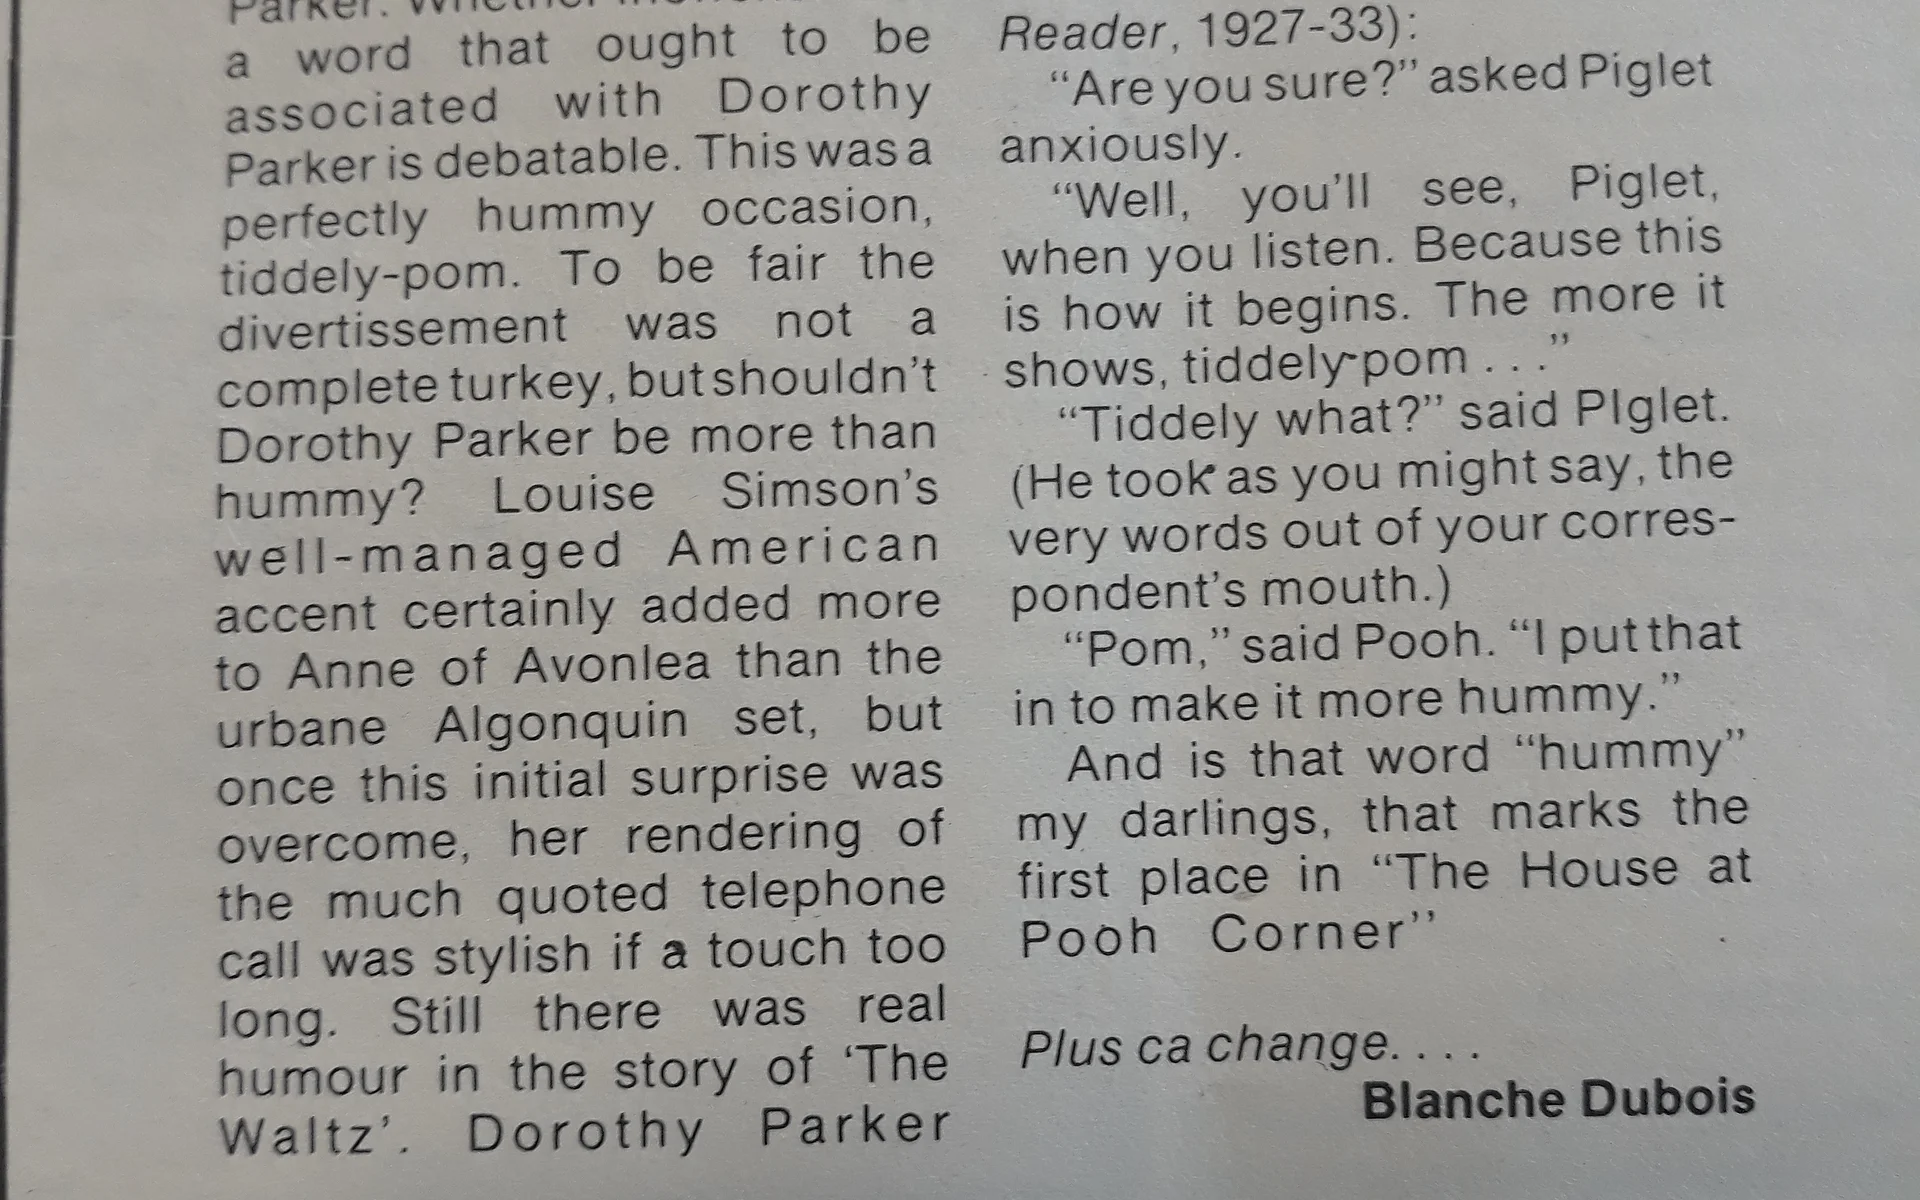 Parker. Whether
a word that ought to be
associated with Dorothy
Parker is debatable. This was a
perfectly hummy occasion,
tiddely-pom. To be fair the
divertissement was not a
complete turkey, but shouldn't
Dorothy Parker be more than
hummy? Louise Simson's
well-managed American
accent certainly added more
to Anne of Avonlea than the
urbane Algonquin set, but
once this initial surprise was
overcome, her rendering of
the much quoted telephone
call was stylish if a touch too
long. Still there was real
humour in the story of 'The
Waltz'. Dorothy Parker
Reader, 1927-33):
"Are you sure?" asked Piglet
anxiously.
"Well, you'll see, Piglet,
when you listen. Because this
is how it begins. The more it
shows, tiddely-pom . . ."
"Tiddely what?" said PIglet.
(He took as you might say, the
very words out of your corres-
pondent's mouth.)
"Pom," said Pooh. "I put that
in to make it more hummy."
And is that word "hummy"
my darlings, that marks the
first place in "The House at
Pooh Corner"
Plus ca change. . . .
Blanche Dubois